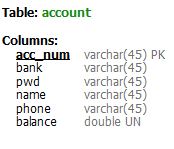 Table: account
Columns:
acc_num varchar(45) PK
bank varchar(45)
pwd varchar(45)
name varchar(45)
phone varchar(45)
balance double UN